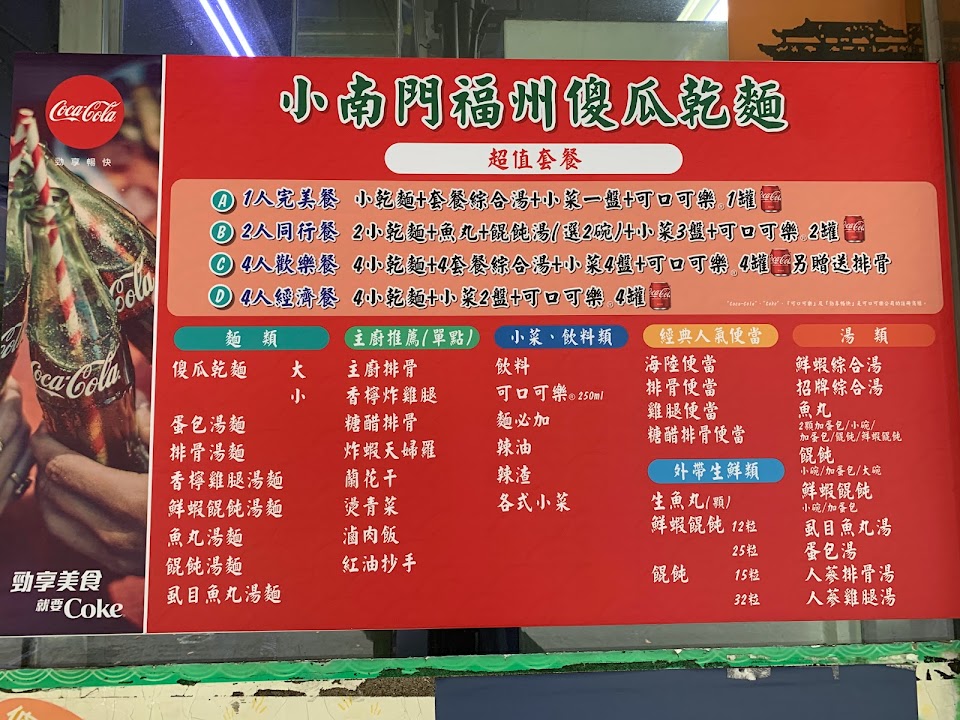 Coca-Cola
勁享暢快
小南門福州傻瓜乾麵
超值套餐
A 1人完美餐 小乾麵+套餐綜合湯+小菜一盤+可口可樂® 1罐
B 2人同行餐 2小乾麵+魚丸+餛飩湯(選2碗)+小菜3盤+可口可樂® 2罐
C 4人歡樂餐 4小乾麵+4套餐綜合湯+小菜4盤+可口可樂® 4罐 另贈送排骨
D 4人經濟餐 4小乾麵+小菜2盤+可口可樂® 4罐
麵類
傻瓜乾麵 大
小
蛋包湯麵
排骨湯麵
香檸雞腿湯麵
鮮蝦餛飩湯麵
魚丸湯麵
餛飩湯麵
虱目魚丸湯麵
主廚推薦(單點)
主廚排骨
香檸炸雞腿
糖醋排骨
炸蝦天婦羅
蘭花干
燙青菜
滷肉飯
紅油抄手
小菜、飲料類
飲料
可口可樂® 250ml
麵必加
辣油
辣渣
各式小菜
經典人氣便當
海陸便當
排骨便當
雞腿便當
糖醋排骨便當
外帶生鮮類
生魚丸(顆)
鮮蝦餛飩 12粒
25粒
餛飩 15粒
32粒
湯類
鮮蝦綜合湯
招牌綜合湯
魚丸
2顆加蛋包/小碗/
加蛋包/餛飩/鮮蝦餛飩
餛飩
小碗/加蛋包/大碗
鮮蝦餛飩
小碗/加蛋包
虱目魚丸湯
蛋包湯
人蔘排骨湯
人蔘雞腿湯
Coca-Cola
勁享美食
就要Coke